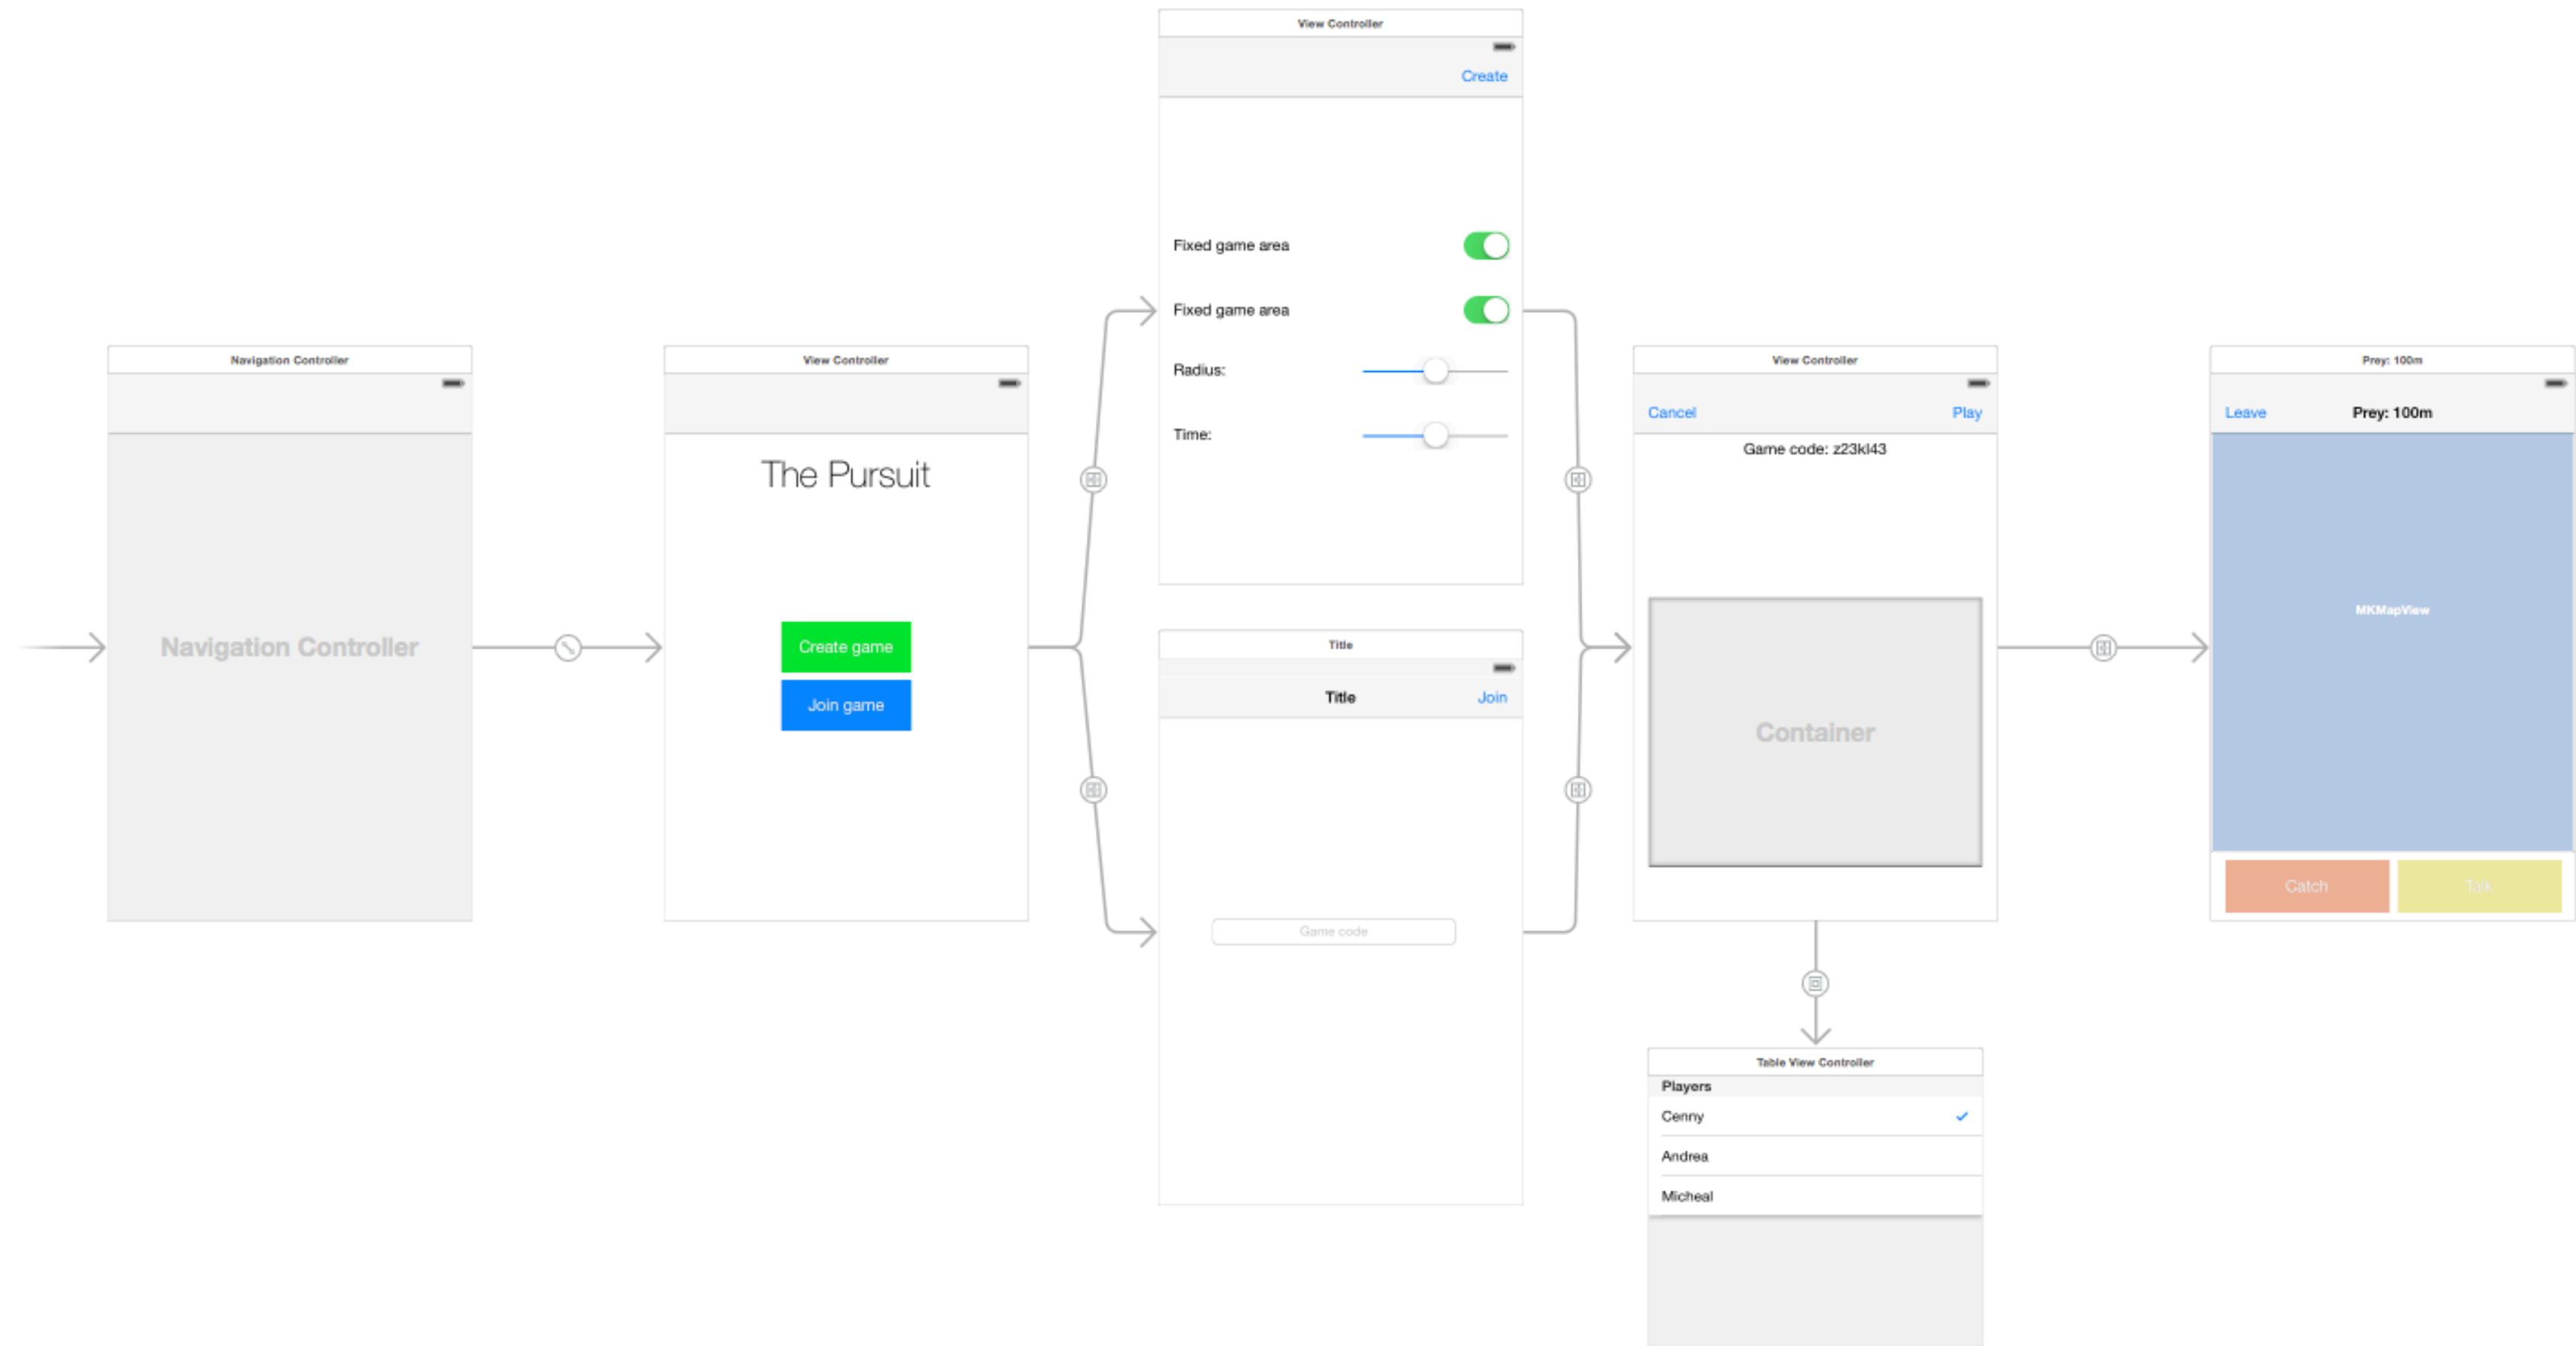 Navigation Controller
Navigation Controller
View Controller
The Pursuit
Create game
Join game
View Controller
Create
Fixed game area
Fixed game area
Radius:
Time:
Title
Title Join
Game code
View Controller
Cancel Play
Game code: z23kl43
Container
Table View Controller
Players
Cenny
Andrea
Micheal
Prey: 100m
Leave Prey: 100m
MKMapView
Catch Talk